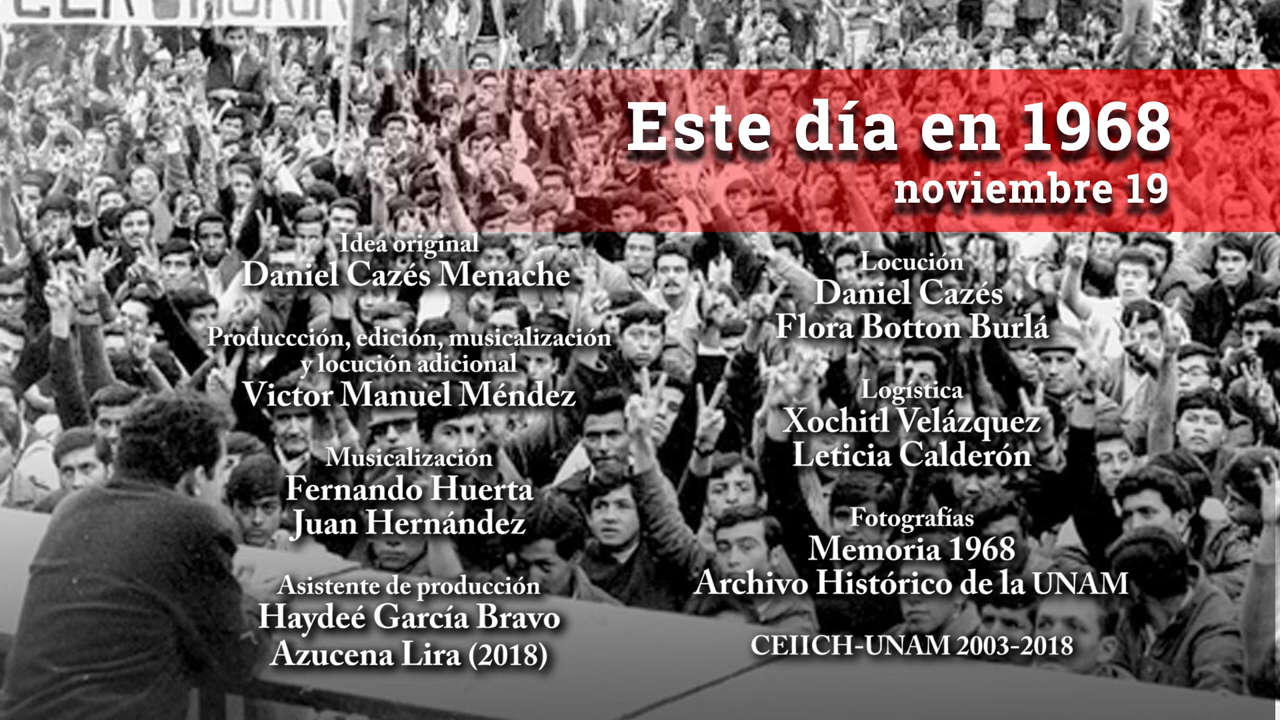 Este día en 1968
noviembre 19
Idea original
Daniel Cazés Menache
Produccción, edición, musicalización
y locución adicional
Victor Manuel Méndez
Musicalización
Fernando Huerta
Juan Hernández
Asistente de producción
Haydeé García Bravo
Azucena Lira (2018)
Locución
Daniel Cazés
Flora Botton Burlá
Logística
Xochitl Velázquez
Leticia Calderón
Fotografías
Memoria 1968
Archivo Histórico de la UNAM
CEIICH-UNAM 2003-2018